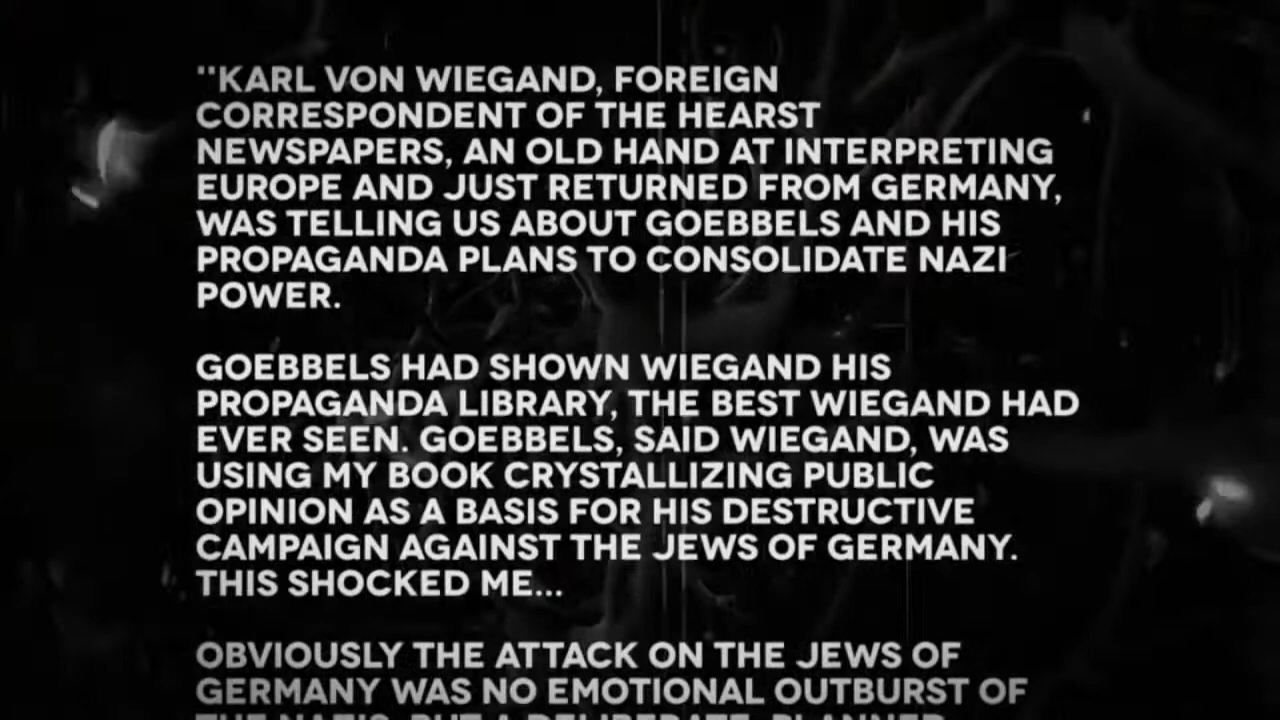 "KARL VON WIEGAND, FOREIGN
CORRESPONDENT OF THE HEARST
NEWSPAPERS, AN OLD HAND AT INTERPRETING
EUROPE AND JUST RETURNED FROM GERMANY,
WAS TELLING US ABOUT GOEBBELS AND HIS
PROPAGANDA PLANS TO CONSOLIDATE NAZI
POWER.
GOEBBELS HAD SHOWN WIEGAND HIS
PROPAGANDA LIBRARY, THE BEST WIEGAND HAD
EVER SEEN. GOEBBELS, SAID WIEGAND, WAS
USING MY BOOK CRYSTALLIZING PUBLIC
OPINION AS A BASIS FOR HIS DESTRUCTIVE
CAMPAIGN AGAINST THE JEWS OF GERMANY.
THIS SHOCKED ME...
OBVIOUSLY THE ATTACK ON THE JEWS OF
GERMANY WAS NO EMOTIONAL OUTBURST OF